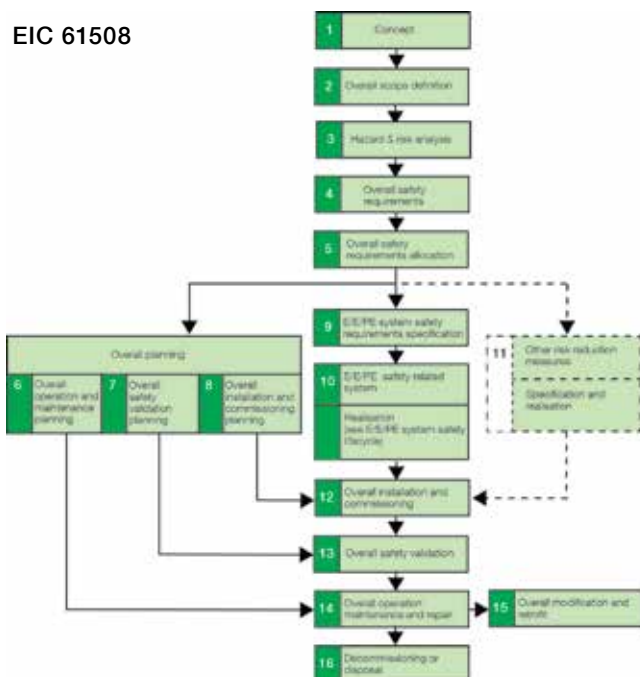 EIC 61508
1
Concept
2
Overall scope definition
3
Hazard & risk analysis
4
Overall safety
requirements
5
Overall safety
requirements allocation
9
E/E/PE system safety
requirements specification
Overall planning
6
Overall
operation and
maintenance
planning
7
Overall
safety
validation
planning
8
Overall
installation and
commissioning
planning
10
E/E/PE safety related
system
Realisation
(see E/E/PE system safety
lifecycle)
11
Other risk reduction
measures
Specification and
realisation
12
Overall installation and
commissioning
13
Overall safety validation
14
Overall operation
maintenance and repair
15
Overall modification and
retrofit
16
Decommissioning or
disposal